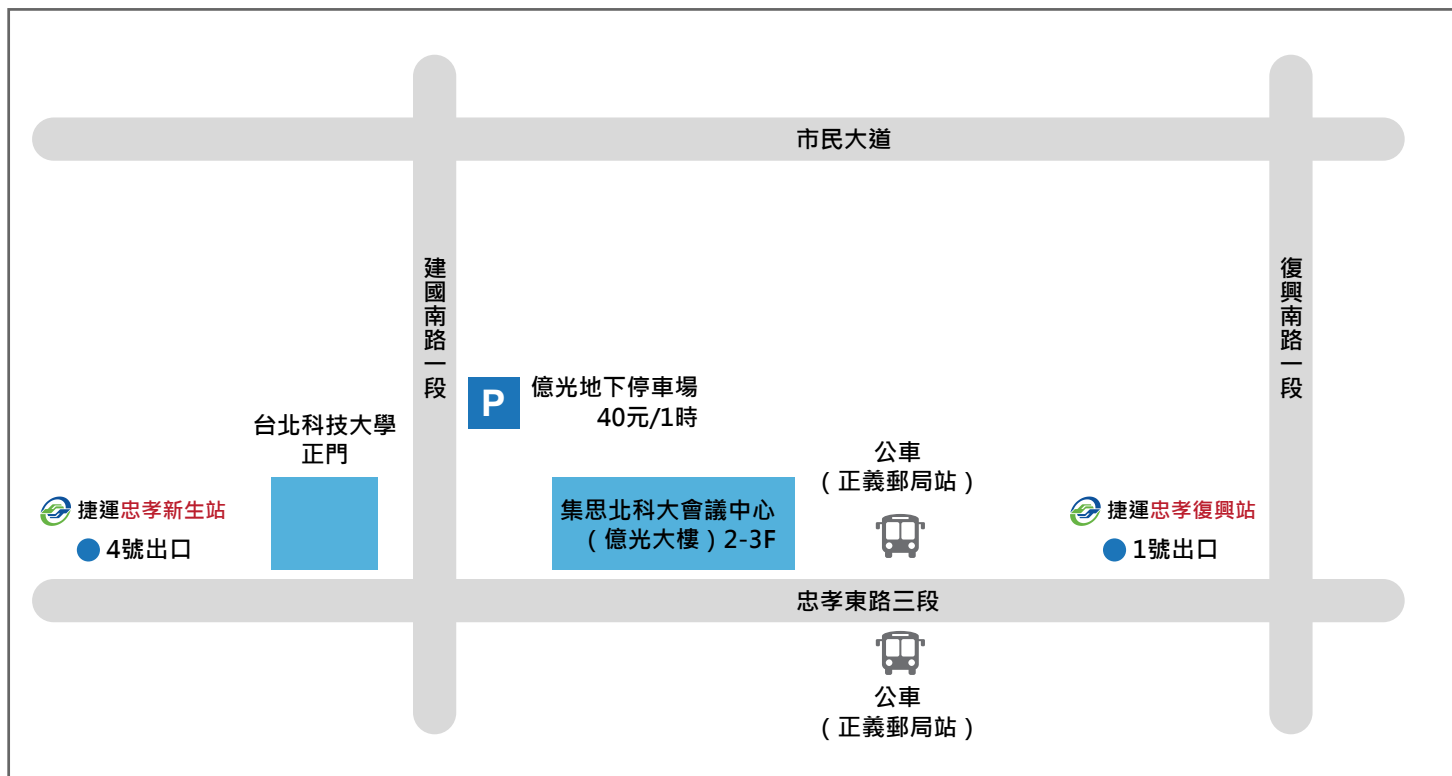 市民大道
建國南路一段
復興南路一段
P
億光地下停車場
40元/1時
台北科技大學
正門
公車
（正義郵局站）
捷運忠孝新生站
4號出口
集思北科大會議中心
（億光大樓）2-3F
捷運忠孝復興站
1號出口
忠孝東路三段
公車
（正義郵局站）